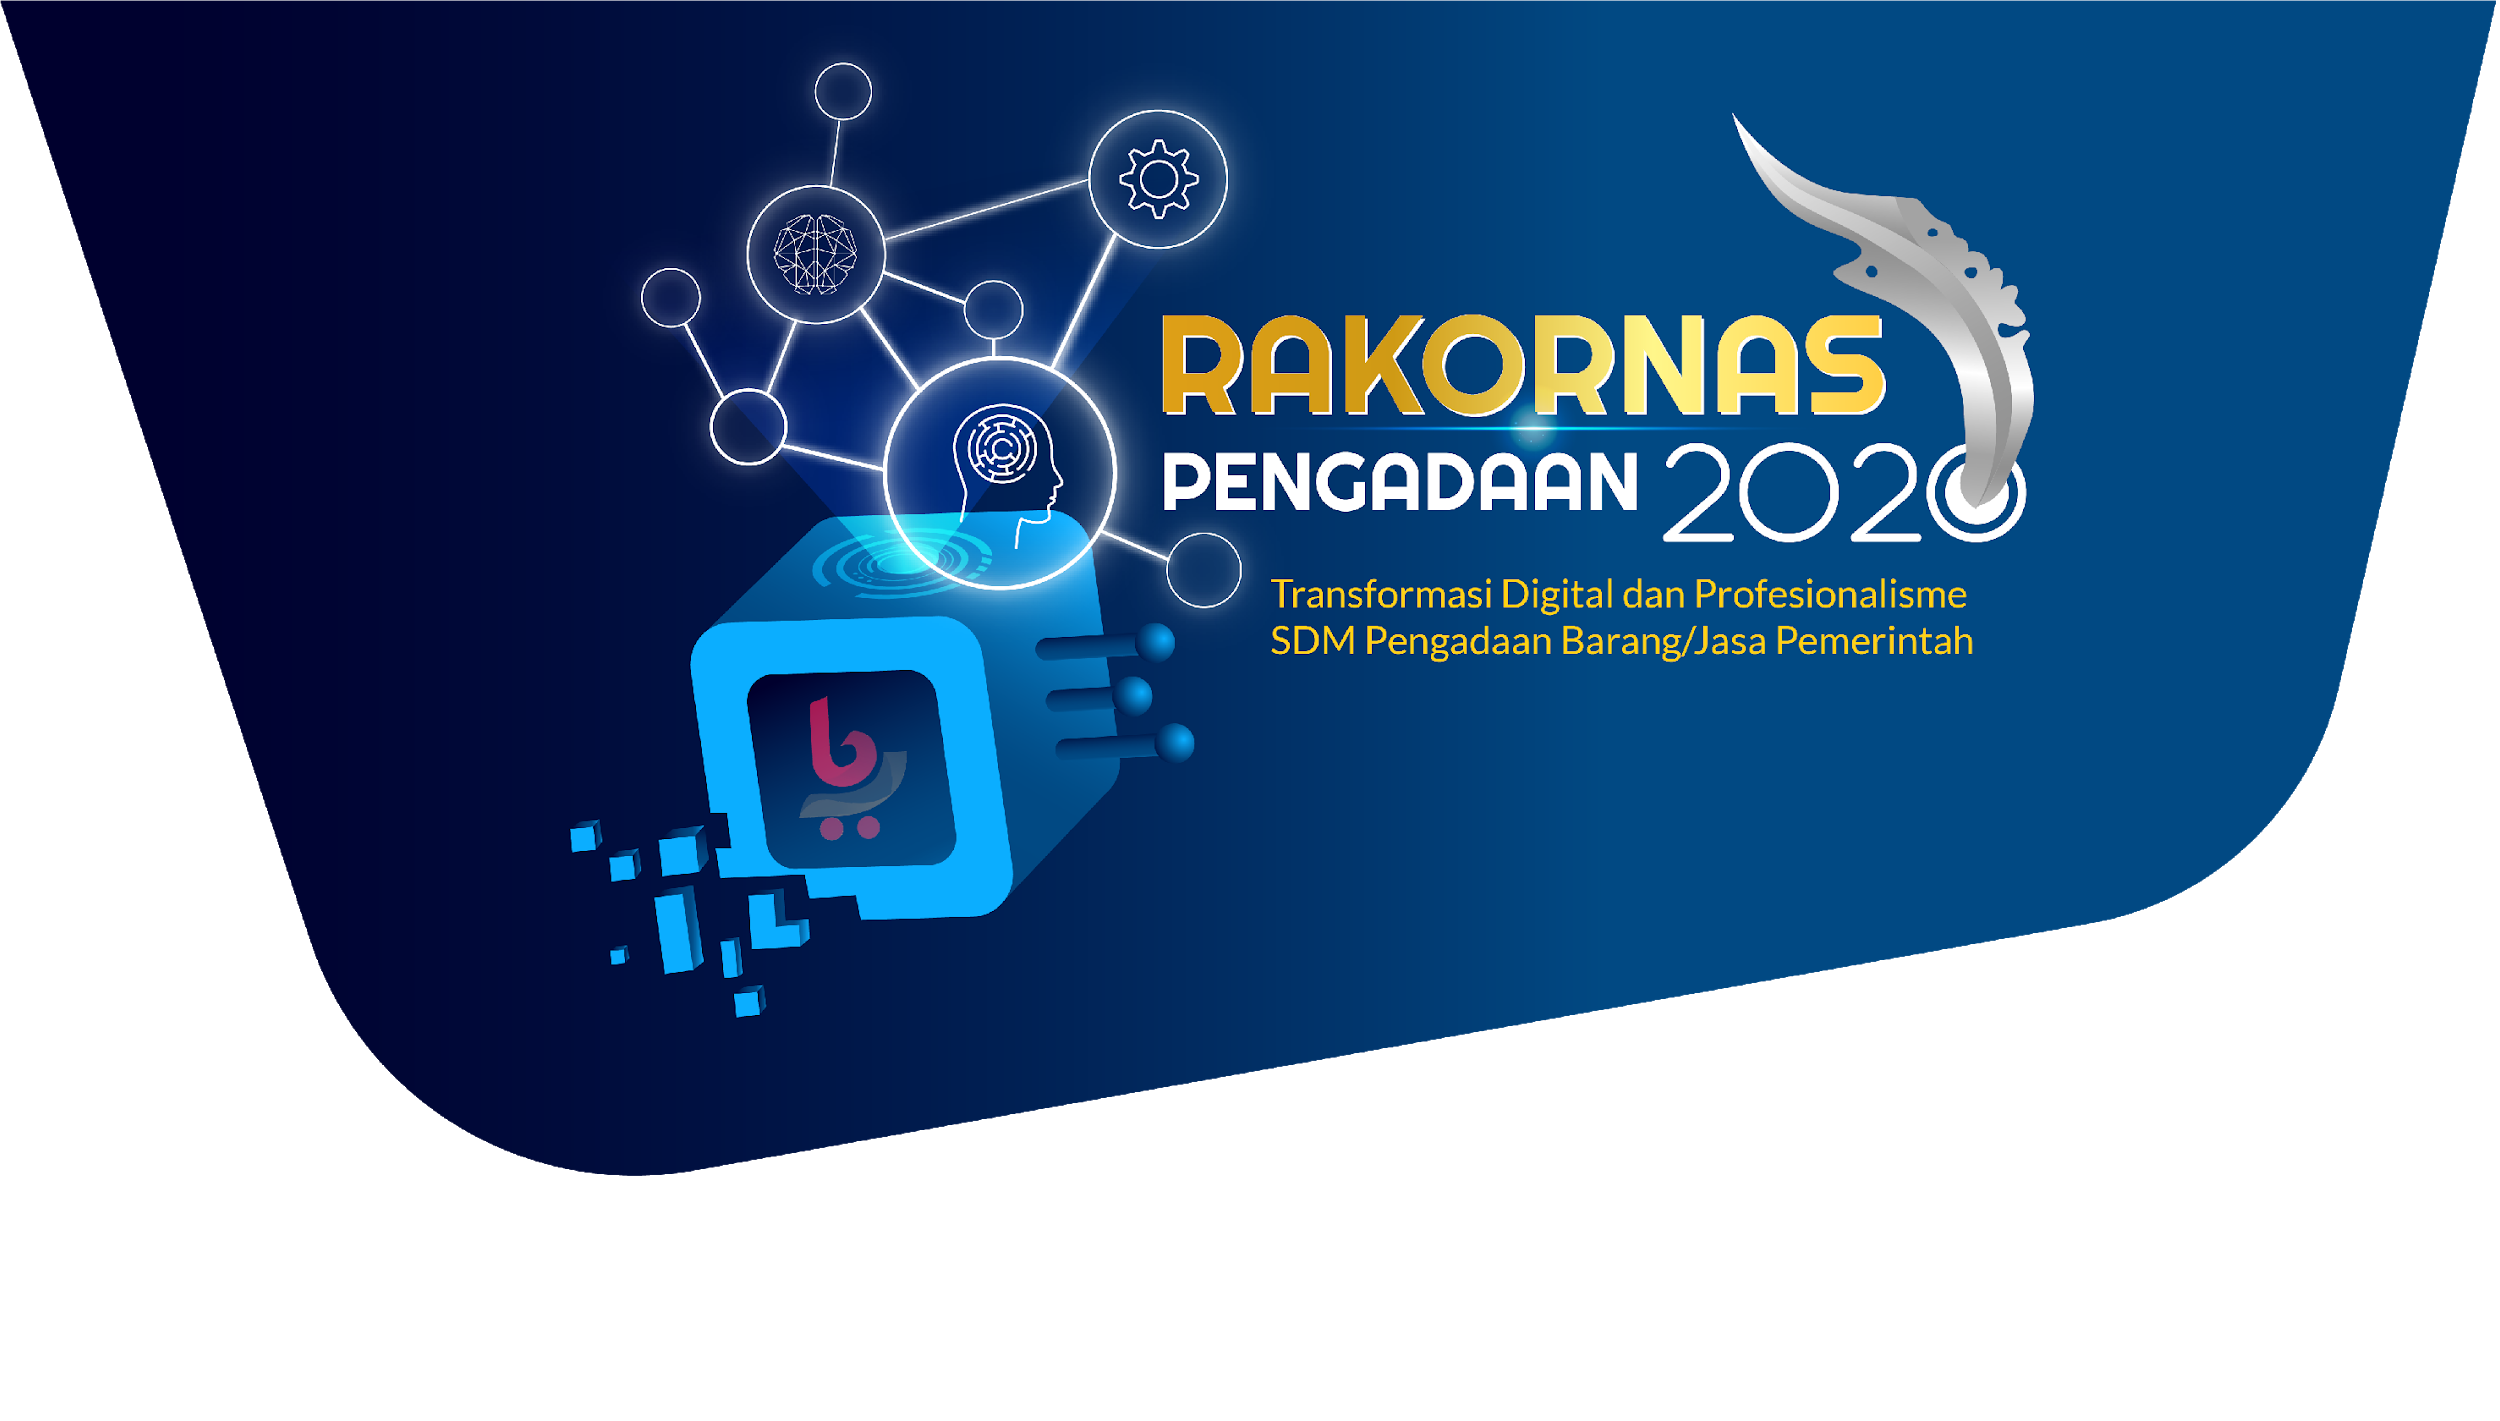 RAKORNAS
PENGADAAN 2020
Transformasi Digital dan Profesionalisme
SDM Pengadaan Barang/Jasa Pemerintah